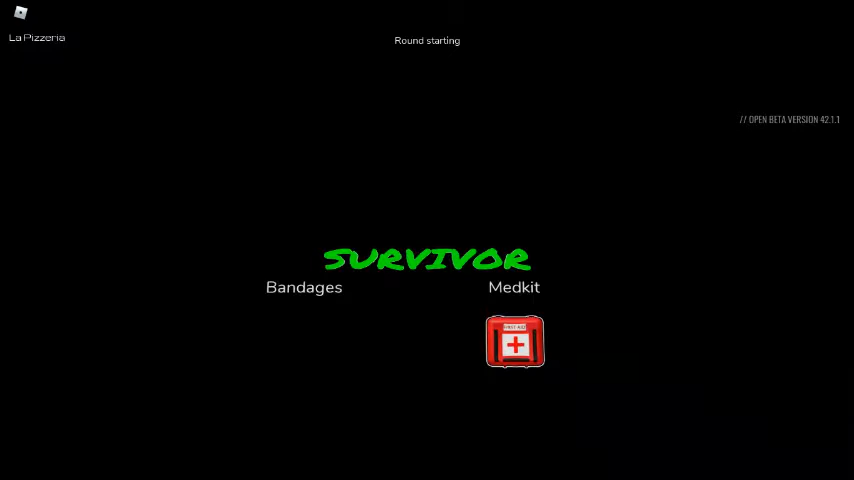 La Pizzeria
Round starting
// OPEN BETA VERSION 42.1.1
SURVIVOR
Bandages
Medkit
FIRST AID